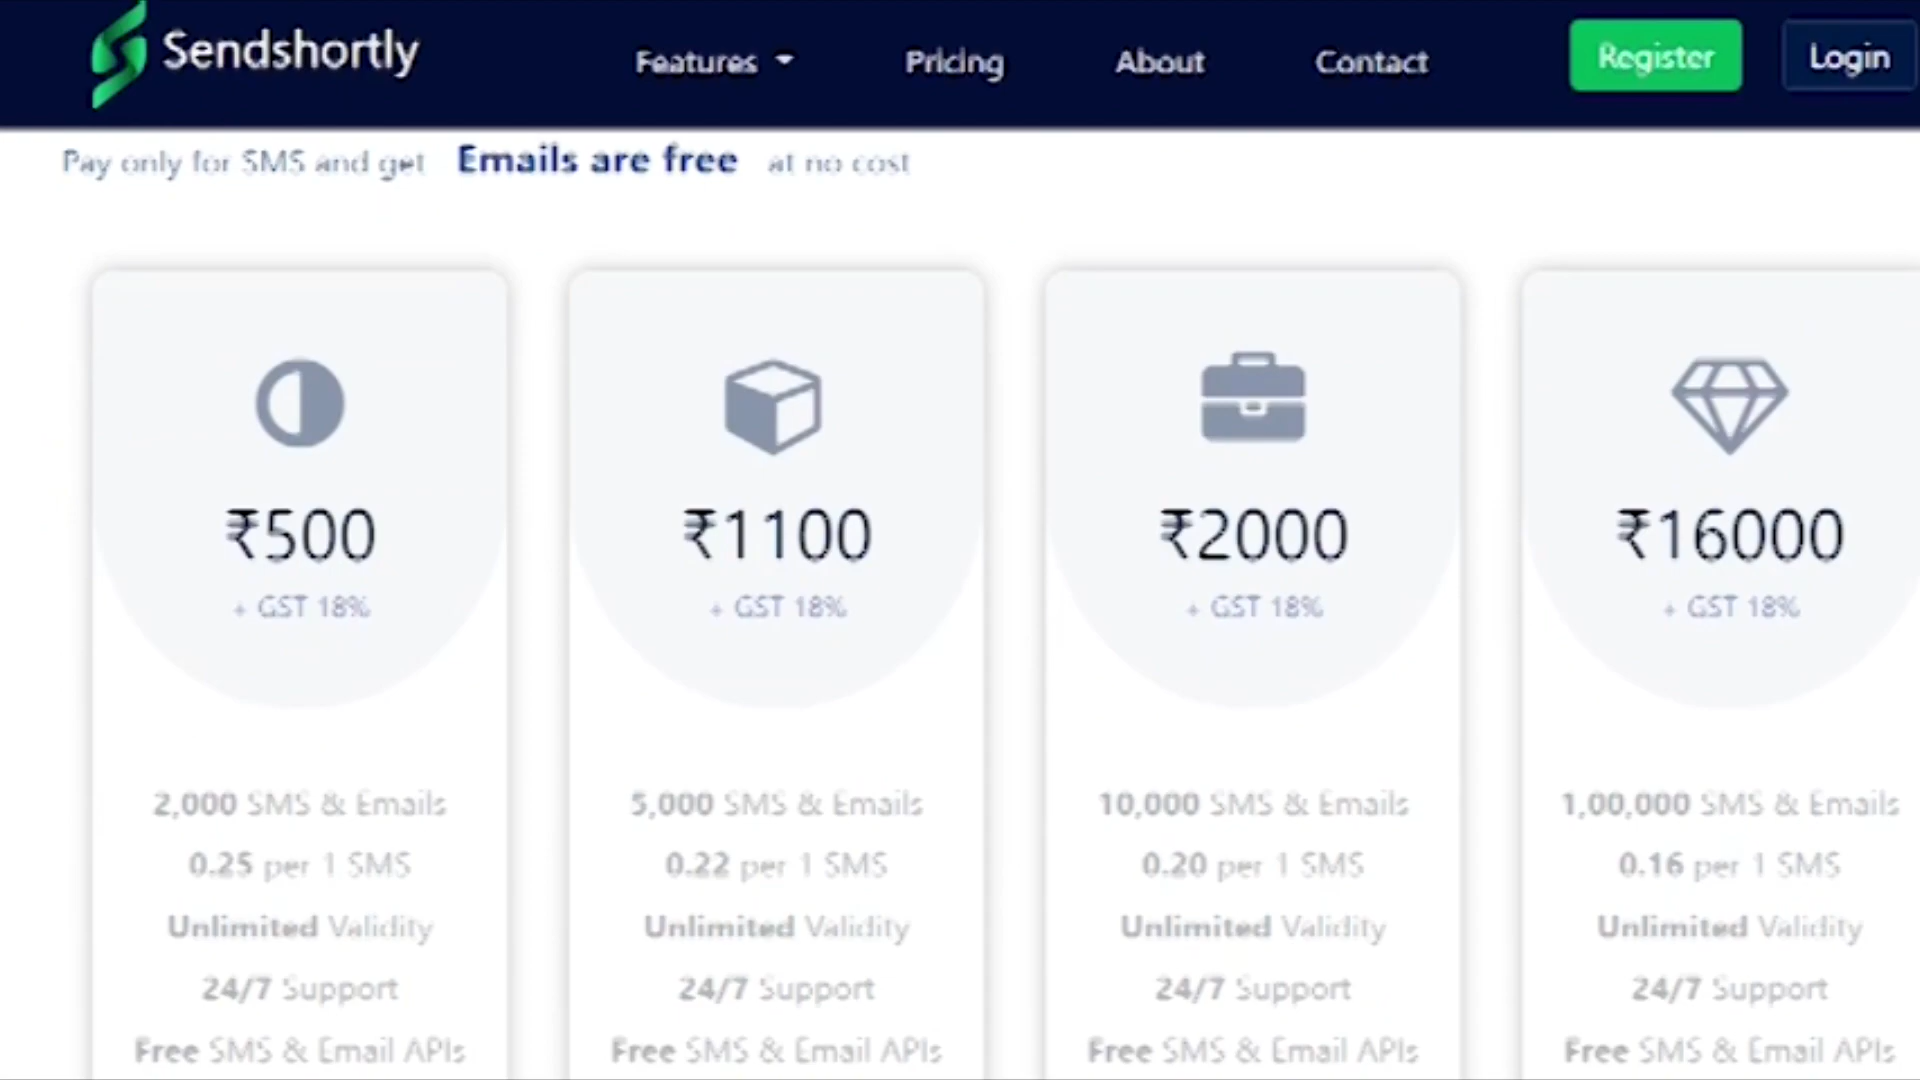 Sendshortly Features Pricing About Contact Register Login
Pay only for SMS and get Emails are free at no cost
₹500
+ GST 18%
2,000 SMS & Emails
0.25 per 1 SMS
Unlimited Validity
24/7 Support
Free SMS & Email APIs
₹1100
+ GST 18%
5,000 SMS & Emails
0.22 per 1 SMS
Unlimited Validity
24/7 Support
Free SMS & Email APIs
₹2000
+ GST 18%
10,000 SMS & Emails
0.20 per 1 SMS
Unlimited Validity
24/7 Support
Free SMS & Email APIs
₹16000
+ GST 18%
1,00,000 SMS & Emails
0.16 per 1 SMS
Unlimited Validity
24/7 Support
Free SMS & Email APIs